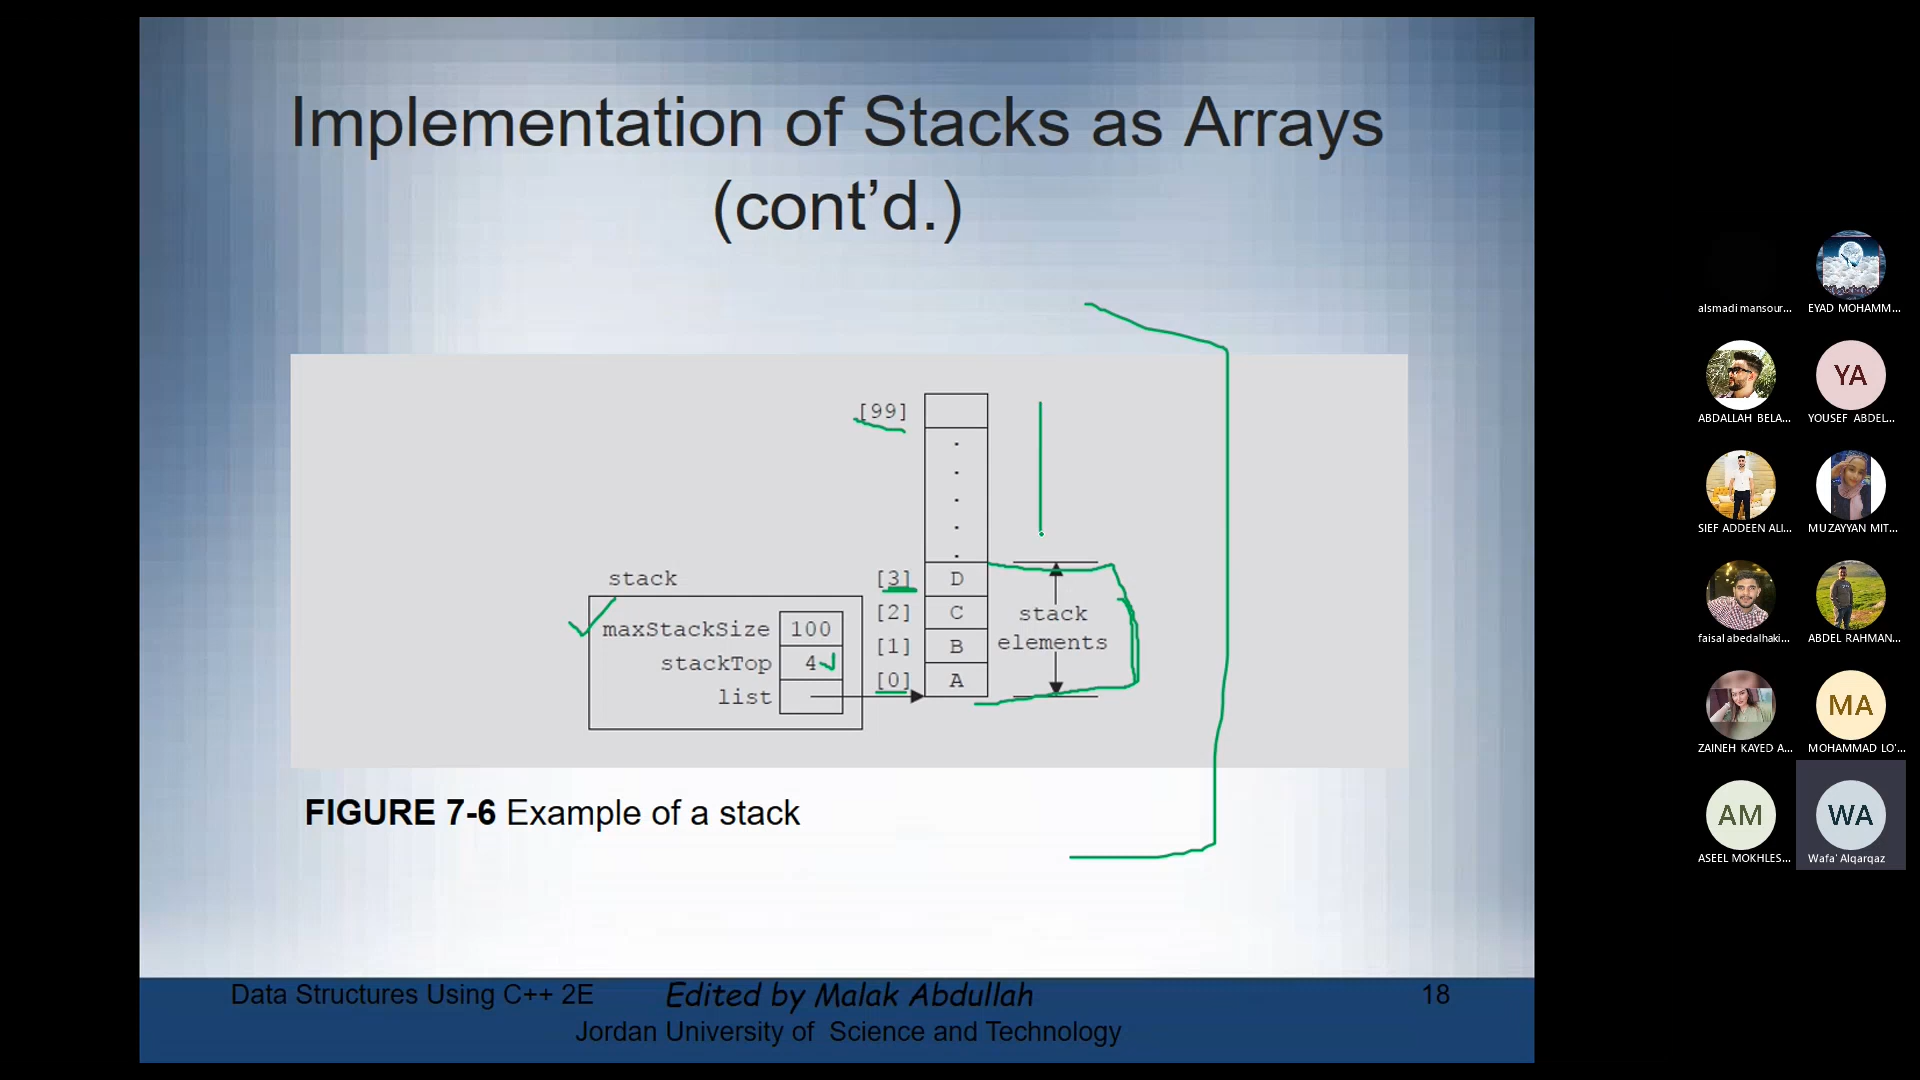 Implementation of Stacks as Arrays
(cont’d.)
[99]
.
.
.
.
.
stack
[3] D
maxStackSize 100
[2] C
stack
stackTop 4
[1] B
elements
list
[0] A
FIGURE 7-6 Example of a stack
Data Structures Using C++ 2E
Edited by Malak Abdullah
18
Jordan University of Science and Technology
alsmadi mansour...
EYAD MOHAMM...
ABDALLAH BELA...
YA
YOUSEF ABDEL...
SIEF ADDEEN ALI...
MUZAYYAN MIT...
faisal abedalhaki...
ABDEL RAHMAN...
ZAINEH KAYED A...
MA
MOHAMMAD LO'...
AM
ASEEL MOKHLES...
WA
Wafa' Alqarqaz